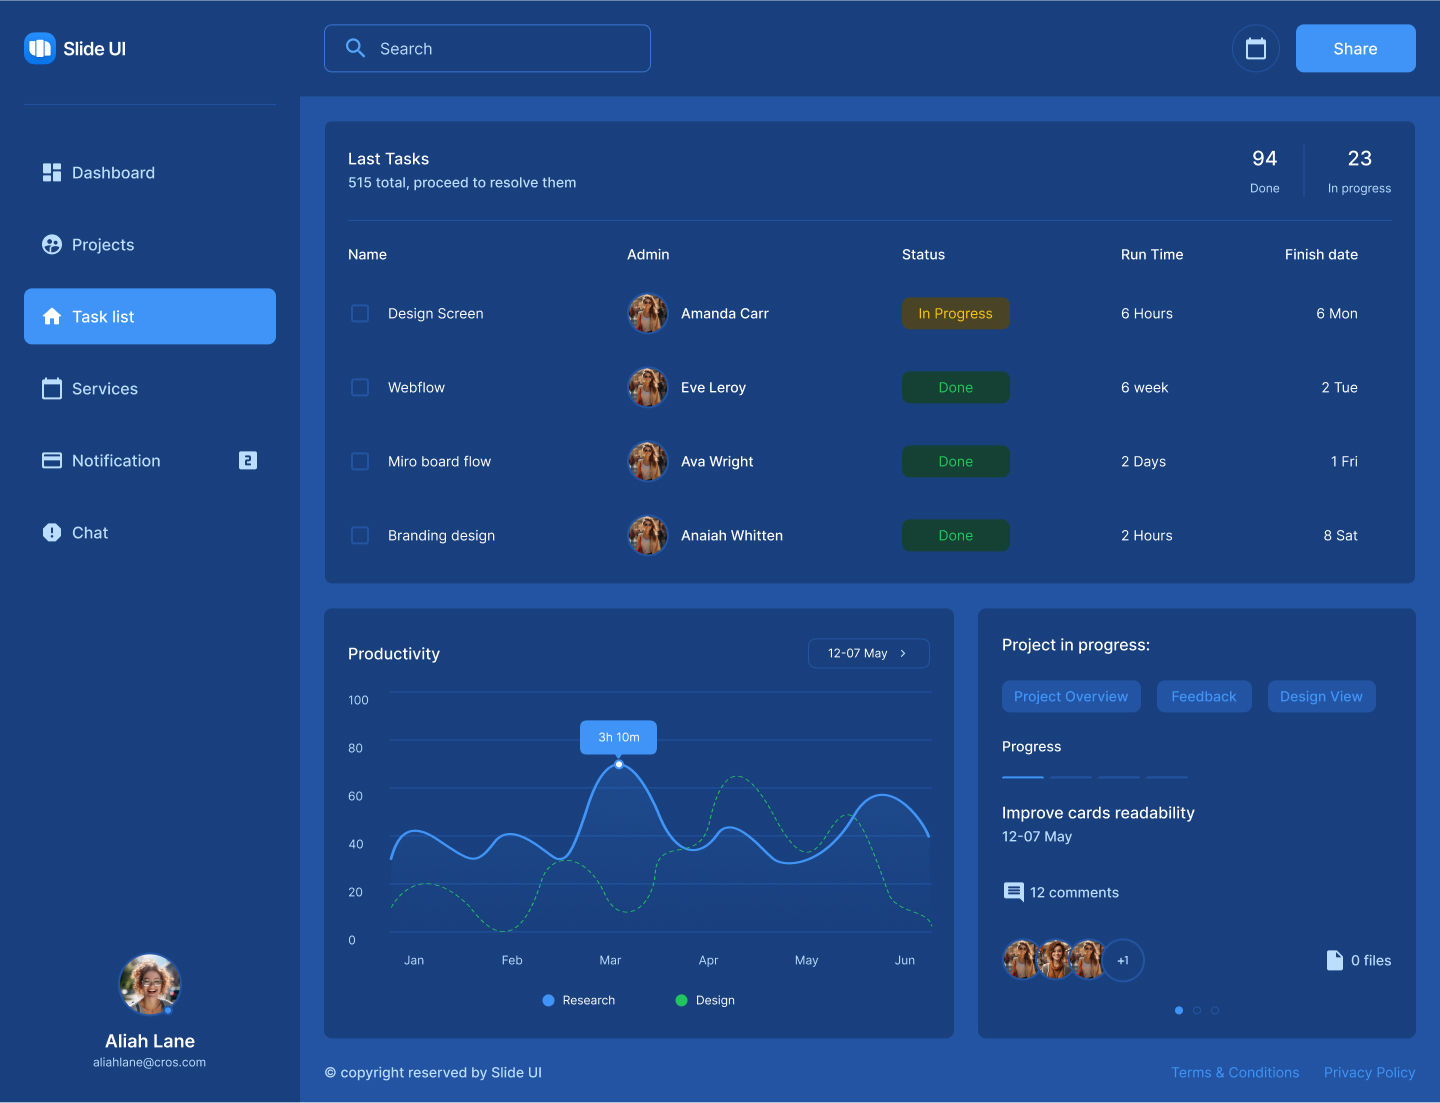 Slide UI
Search
Share
Dashboard
Projects
Task list
Services
Notification 2
Chat
Aliah Lane
aliahlane@cros.com
Last Tasks
515 total, proceed to resolve them
94
Done
23
In progress
Name Admin Status Run Time Finish date
Design Screen Amanda Carr In Progress 6 Hours 6 Mon
Webflow Eve Leroy Done 6 week 2 Tue
Miro board flow Ava Wright Done 2 Days 1 Fri
Branding design Anaiah Whitten Done 2 Hours 8 Sat
Productivity
12-07 May
100
80
60
40
20
0
3h 10m
Jan Feb Mar Apr May Jun
Research Design
Project in progress:
Project Overview Feedback Design View
Progress
Improve cards readability
12-07 May
12 comments
+1
0 files
© copyright reserved by Slide UI
Terms & Conditions Privacy Policy